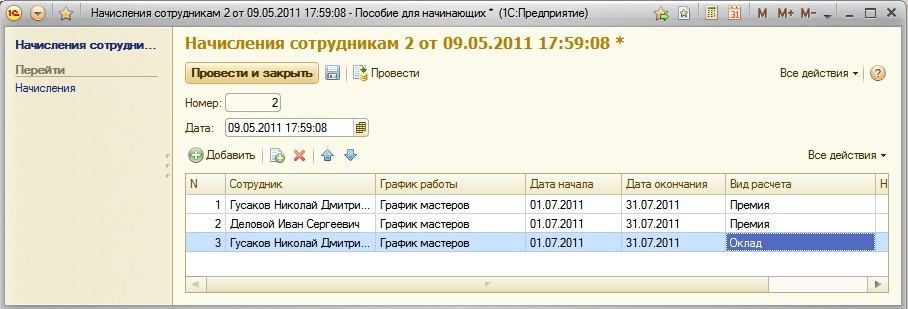 Начисления сотрудникам 2 от 09.05.2011 17:59:08 - Пособие для начинающих * (1С:Предприятие)
M M+ M-
Начисления сотрудни...
Перейти
Начисления
Начисления сотрудникам 2 от 09.05.2011 17:59:08 *
Провести и закрыть Провести Все действия ?
Номер: 2
Дата: 09.05.2011 17:59:08
Добавить Все действия
N Сотрудник График работы Дата начала Дата окончания Вид расчета Н
1 Гусаков Николай Дмитри... График мастеров 01.07.2011 31.07.2011 Премия
2 Деловой Иван Сергеевич График мастеров 01.07.2011 31.07.2011 Премия
3 Гусаков Николай Дмитри... График мастеров 01.07.2011 31.07.2011 Оклад